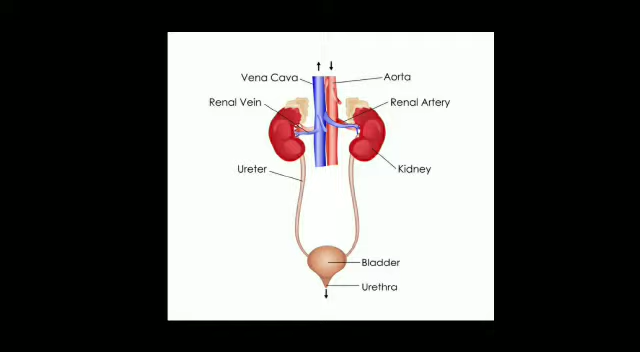 Vena Cava
Aorta
Renal Vein
Renal Artery
Ureter
Kidney
Bladder
Urethra